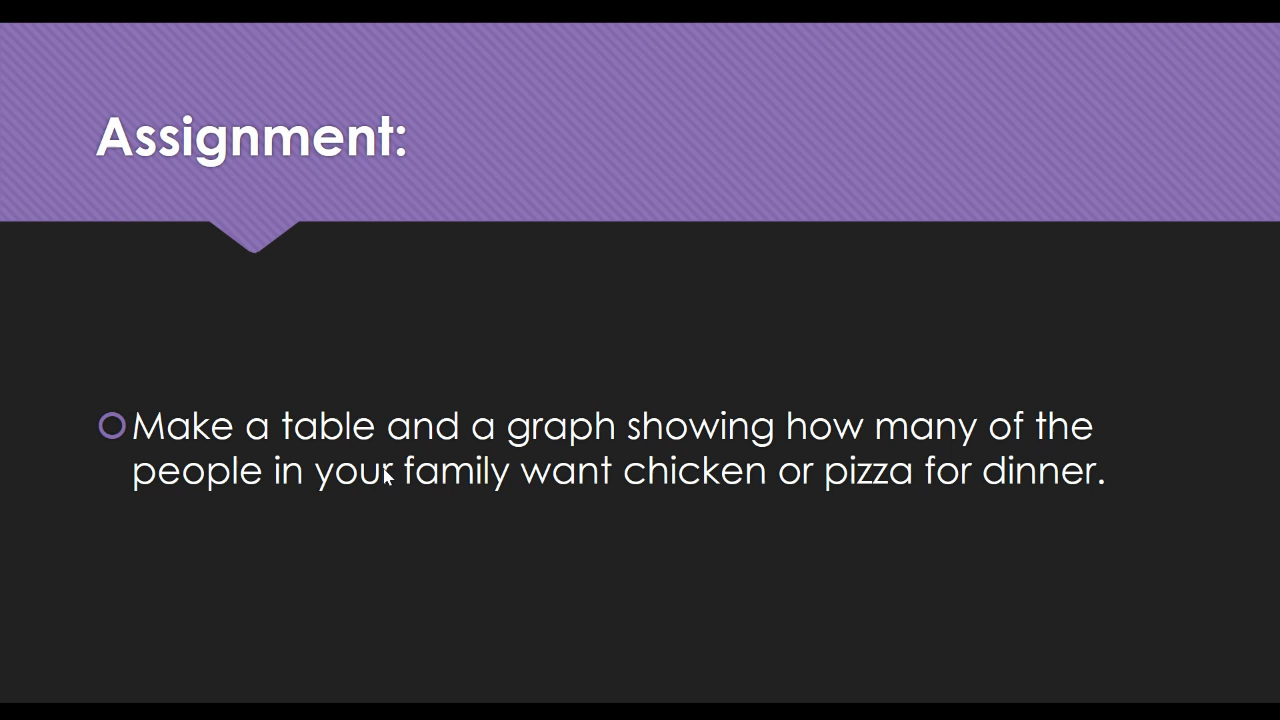 Assignment:
Make a table and a graph showing how many of the
people in your family want chicken or pizza for dinner.